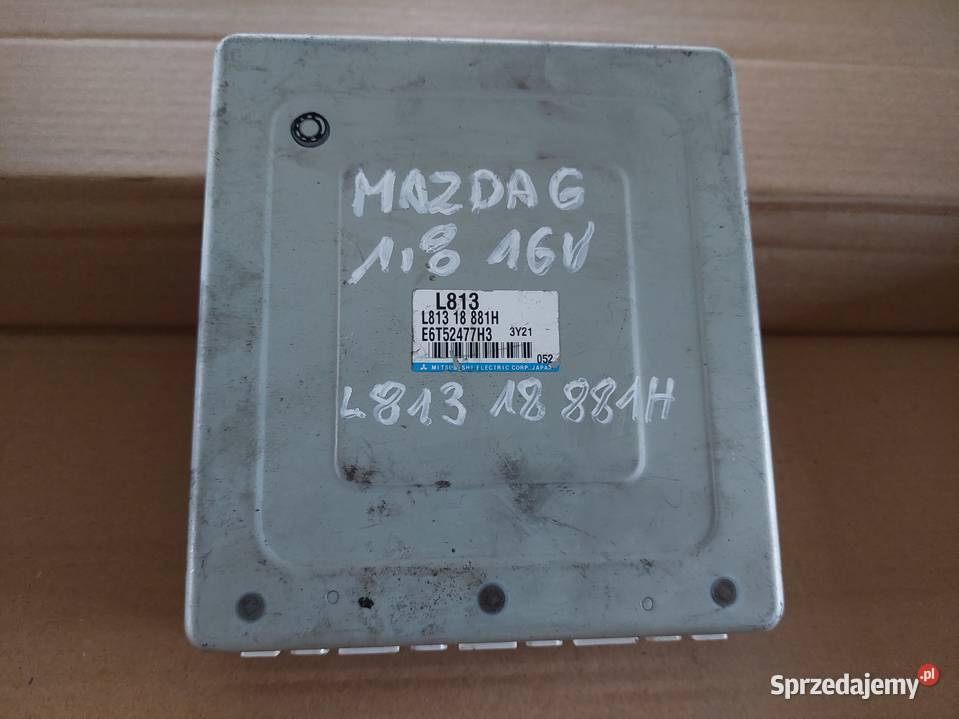 MAZDA 6
1,8 16V
L813
L813 18 881H
E6T52477H3 3Y21
052
MITSUBISHI ELECTRIC CORP. JAPAN
L813 18 881H
Sprzedajemy.pl